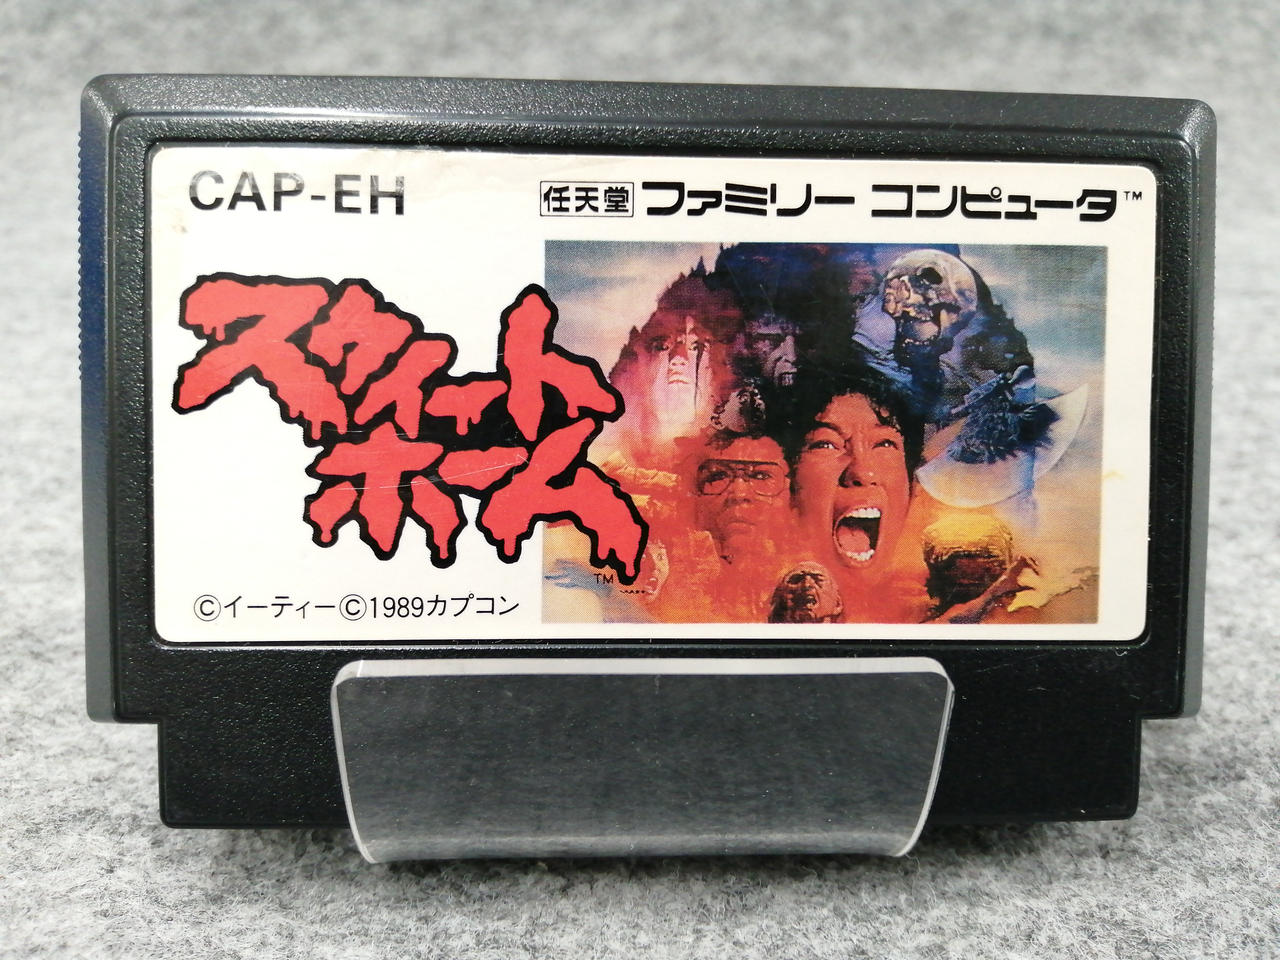 CAP-EH
任天堂 ファミリー コンピュータ™
スウィート
ホーム
TM
©イーティー©1989カプコン